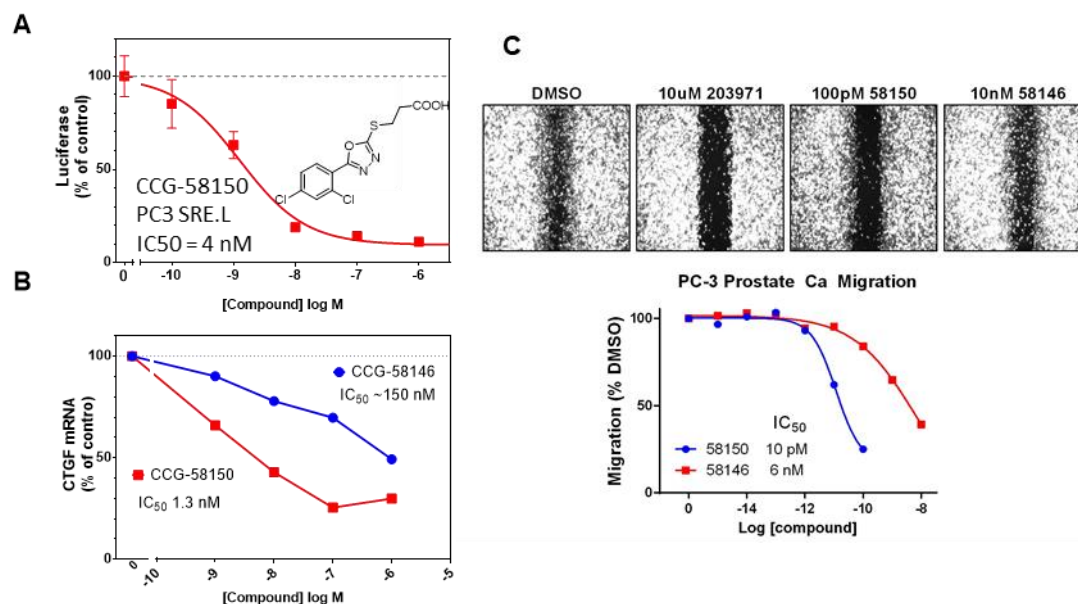 A
Luciferase
(% of control)
100
50
0
COOH
S
O
N
N
Cl
Cl
CCG-58150
PC3 SRE.L
IC50 = 4 nM
0 -10 -9 -8 -7 -6
[Compound] log M
B
CTGF mRNA
(% of control)
100
50
0
CCG-58146
IC50 ~150 nM
CCG-58150
IC50 1.3 nM
0 -10 -9 -8 -7 -6 -5
[Compound] log M
C
DMSO 10uM 203971 100pM 58150 10nM 58146
PC-3 Prostate Ca Migration
Migration (% DMSO)
100
50
0
IC50
58150 10 pM
58146 6 nM
0 -14 -12 -10 -8
Log [compound]